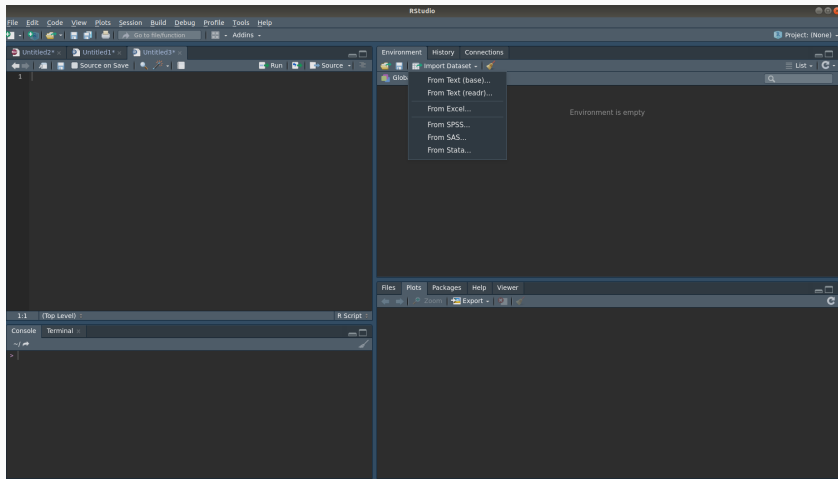 RStudio
File Edit Code View Plots Session Build Debug Profile Tools Help
Go to file/function Addins Project: (None)
Untitled2* Untitled1* Untitled3*
Source on Save Run Source
1
1:1 (Top Level) R Script
Console Terminal
~/
>
Environment History Connections
Import Dataset List
Glob
From Text (base)...
From Text (readr)...
From Excel...
From SPSS...
From SAS...
From Stata...
Environment is empty
Files Plots Packages Help Viewer
Zoom Export